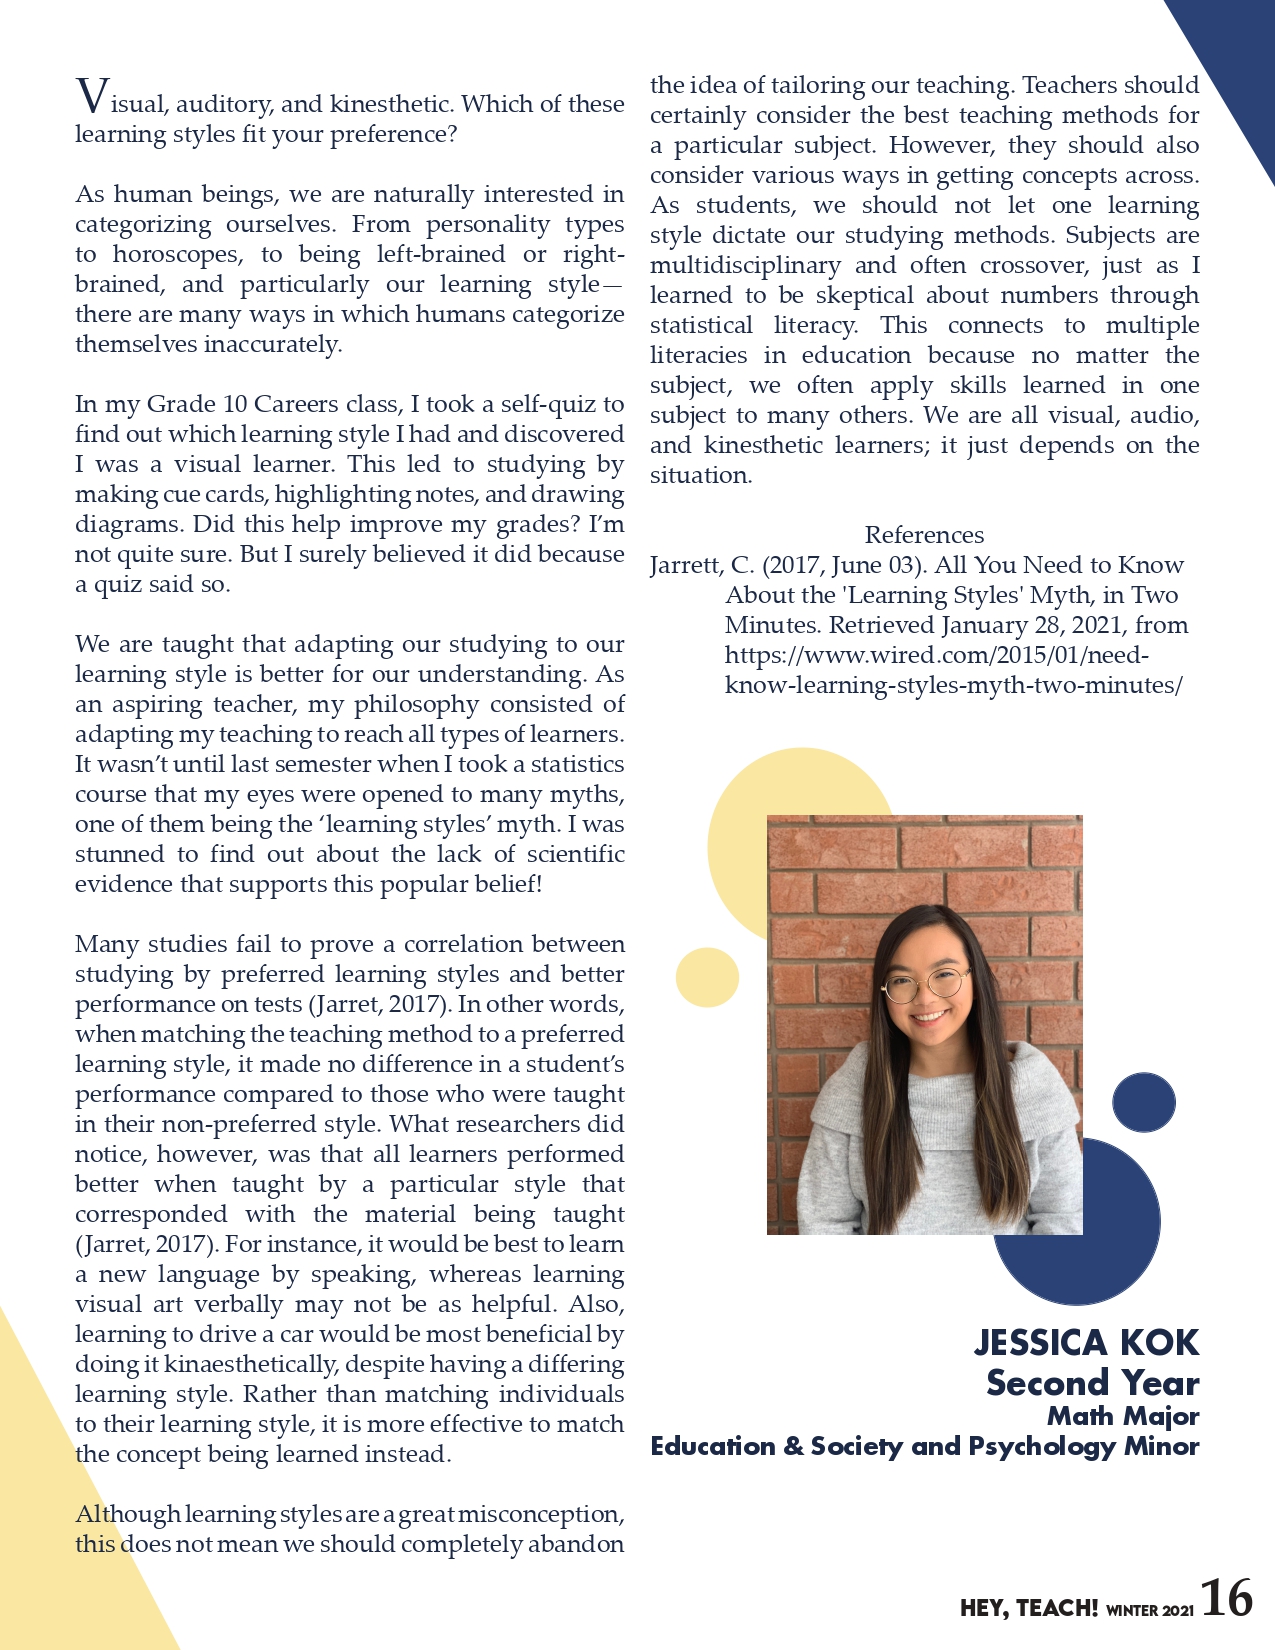 Visual, auditory, and kinesthetic. Which of these
learning styles fit your preference?
As human beings, we are naturally interested in
categorizing ourselves. From personality types
to horoscopes, to being left-brained or right-
brained, and particularly our learning style—
there are many ways in which humans categorize
themselves inaccurately.
In my Grade 10 Careers class, I took a self-quiz to
find out which learning style I had and discovered
I was a visual learner. This led to studying by
making cue cards, highlighting notes, and drawing
diagrams. Did this help improve my grades? I’m
not quite sure. But I surely believed it did because
a quiz said so.
We are taught that adapting our studying to our
learning style is better for our understanding. As
an aspiring teacher, my philosophy consisted of
adapting my teaching to reach all types of learners.
It wasn’t until last semester when I took a statistics
course that my eyes were opened to many myths,
one of them being the ‘learning styles’ myth. I was
stunned to find out about the lack of scientific
evidence that supports this popular belief!
Many studies fail to prove a correlation between
studying by preferred learning styles and better
performance on tests (Jarret, 2017). In other words,
when matching the teaching method to a preferred
learning style, it made no difference in a student’s
performance compared to those who were taught
in their non-preferred style. What researchers did
notice, however, was that all learners performed
better when taught by a particular style that
corresponded with the material being taught
(Jarret, 2017). For instance, it would be best to learn
a new language by speaking, whereas learning
visual art verbally may not be as helpful. Also,
learning to drive a car would be most beneficial by
doing it kinaesthetically, despite having a differing
learning style. Rather than matching individuals
to their learning style, it is more effective to match
the concept being learned instead.
Although learning styles are a great misconception,
this does not mean we should completely abandon
the idea of tailoring our teaching. Teachers should
certainly consider the best teaching methods for
a particular subject. However, they should also
consider various ways in getting concepts across.
As students, we should not let one learning
style dictate our studying methods. Subjects are
multidisciplinary and often crossover, just as I
learned to be skeptical about numbers through
statistical literacy. This connects to multiple
literacies in education because no matter the
subject, we often apply skills learned in one
subject to many others. We are all visual, audio,
and kinesthetic learners; it just depends on the
situation.
References
Jarrett, C. (2017, June 03). All You Need to Know
About the 'Learning Styles' Myth, in Two
Minutes. Retrieved January 28, 2021, from
https://www.wired.com/2015/01/need-
know-learning-styles-myth-two-minutes/
JESSICA KOK
Second Year
Math Major
Education & Society and Psychology Minor
HEY, TEACH! WINTER 2021 16